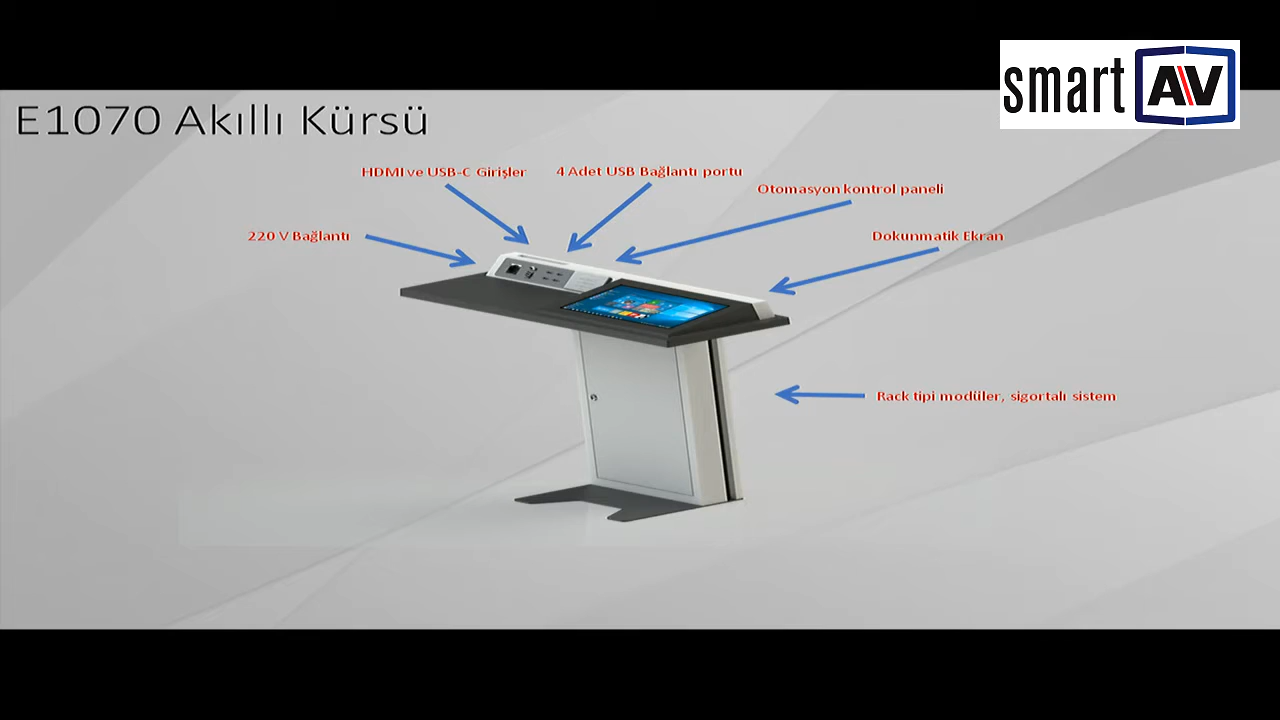 smart AV
E1070 Akıllı Kürsü
HDMI ve USB-C Girişler
4 Adet USB Bağlantı portu
Otomasyon kontrol paneli
220 V Bağlantı
Dokunmatik Ekran
Rack tipi modüler, sigortalı sistem